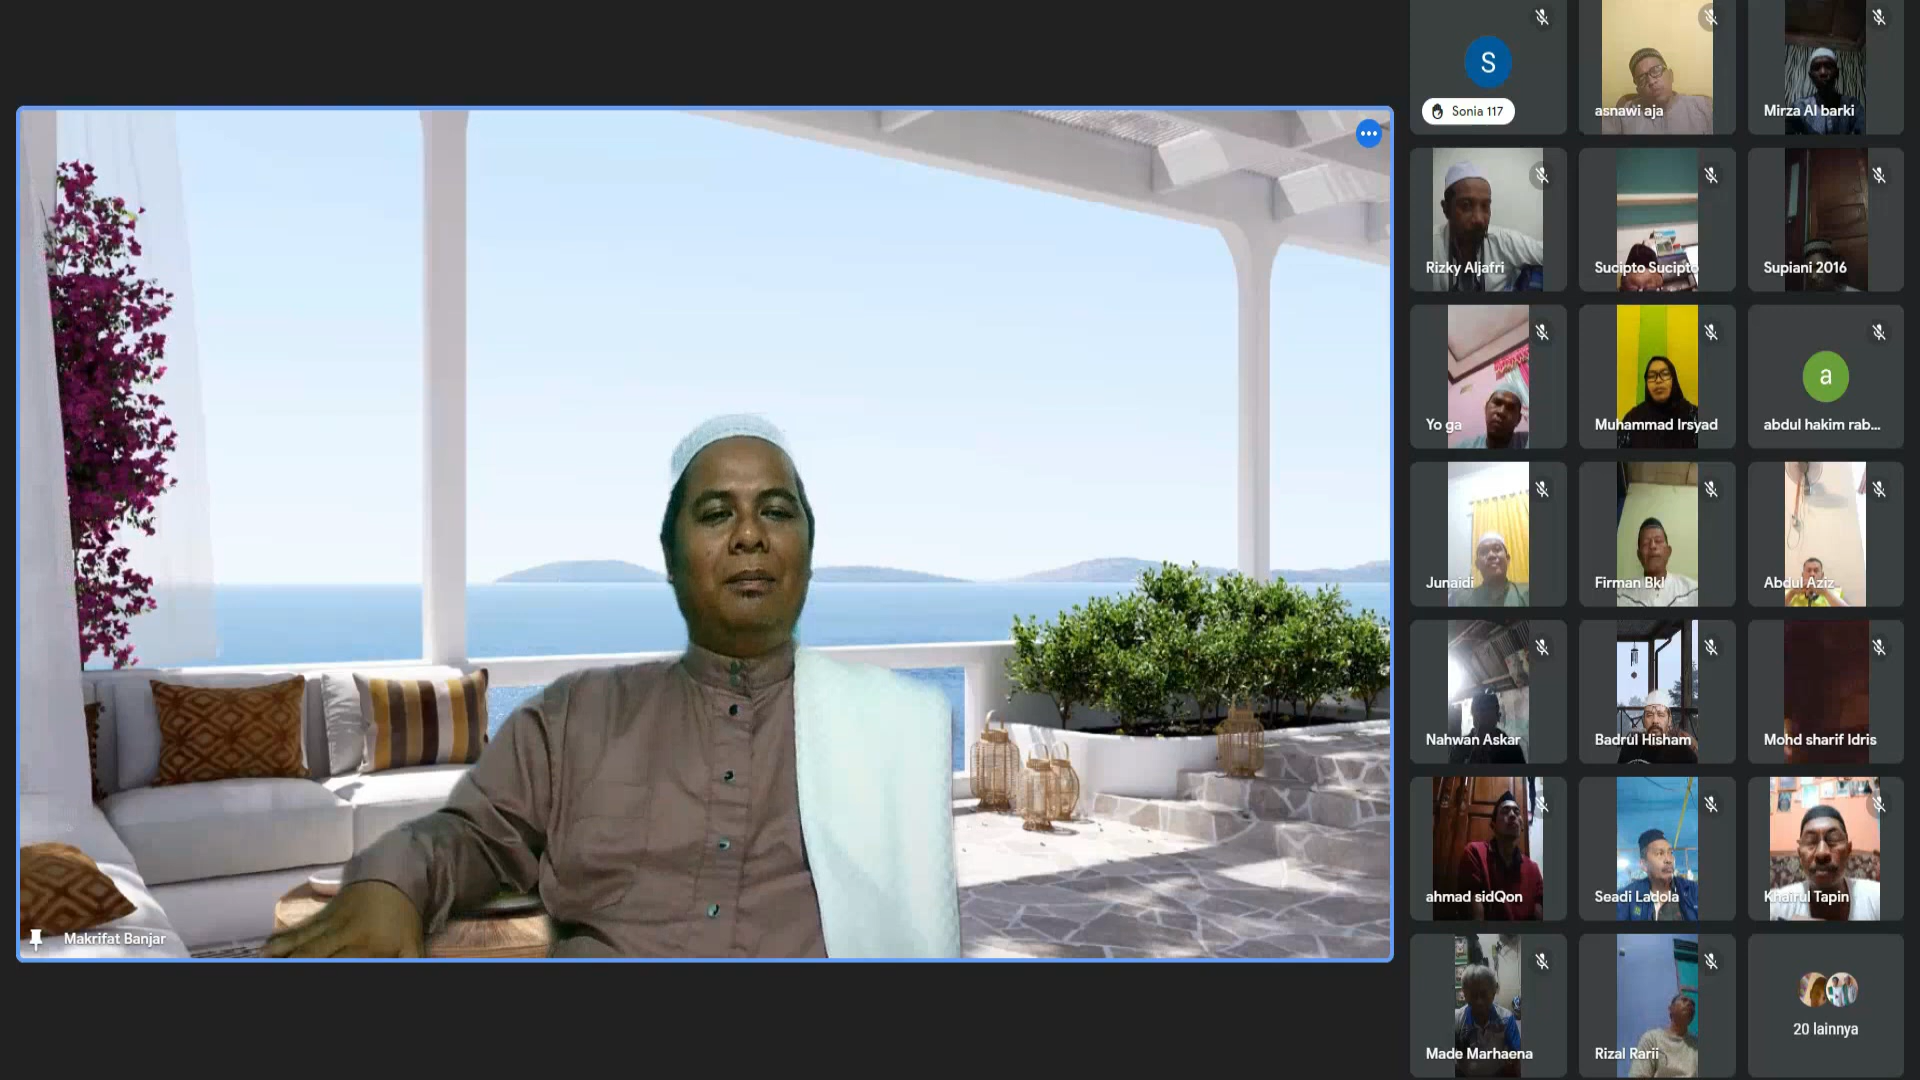 S
Sonia 117
asnawi aja
Mirza Al barki
Rizky Aljafri
Sucipto Sucipto
Supiani 2016
Yo ga
Muhammad Irsyad
a
abdul hakim rab...
Junaidi
Firman Bkl
Abdul Aziz
Nahwan Askar
Badrul Hisham
Mohd sharif Idris
ahmad sidQon
Seadi Ladola
Khairul Tapin
Made Marhaena
Rizal Rarii
20 lainnya
Makrifat Banjar